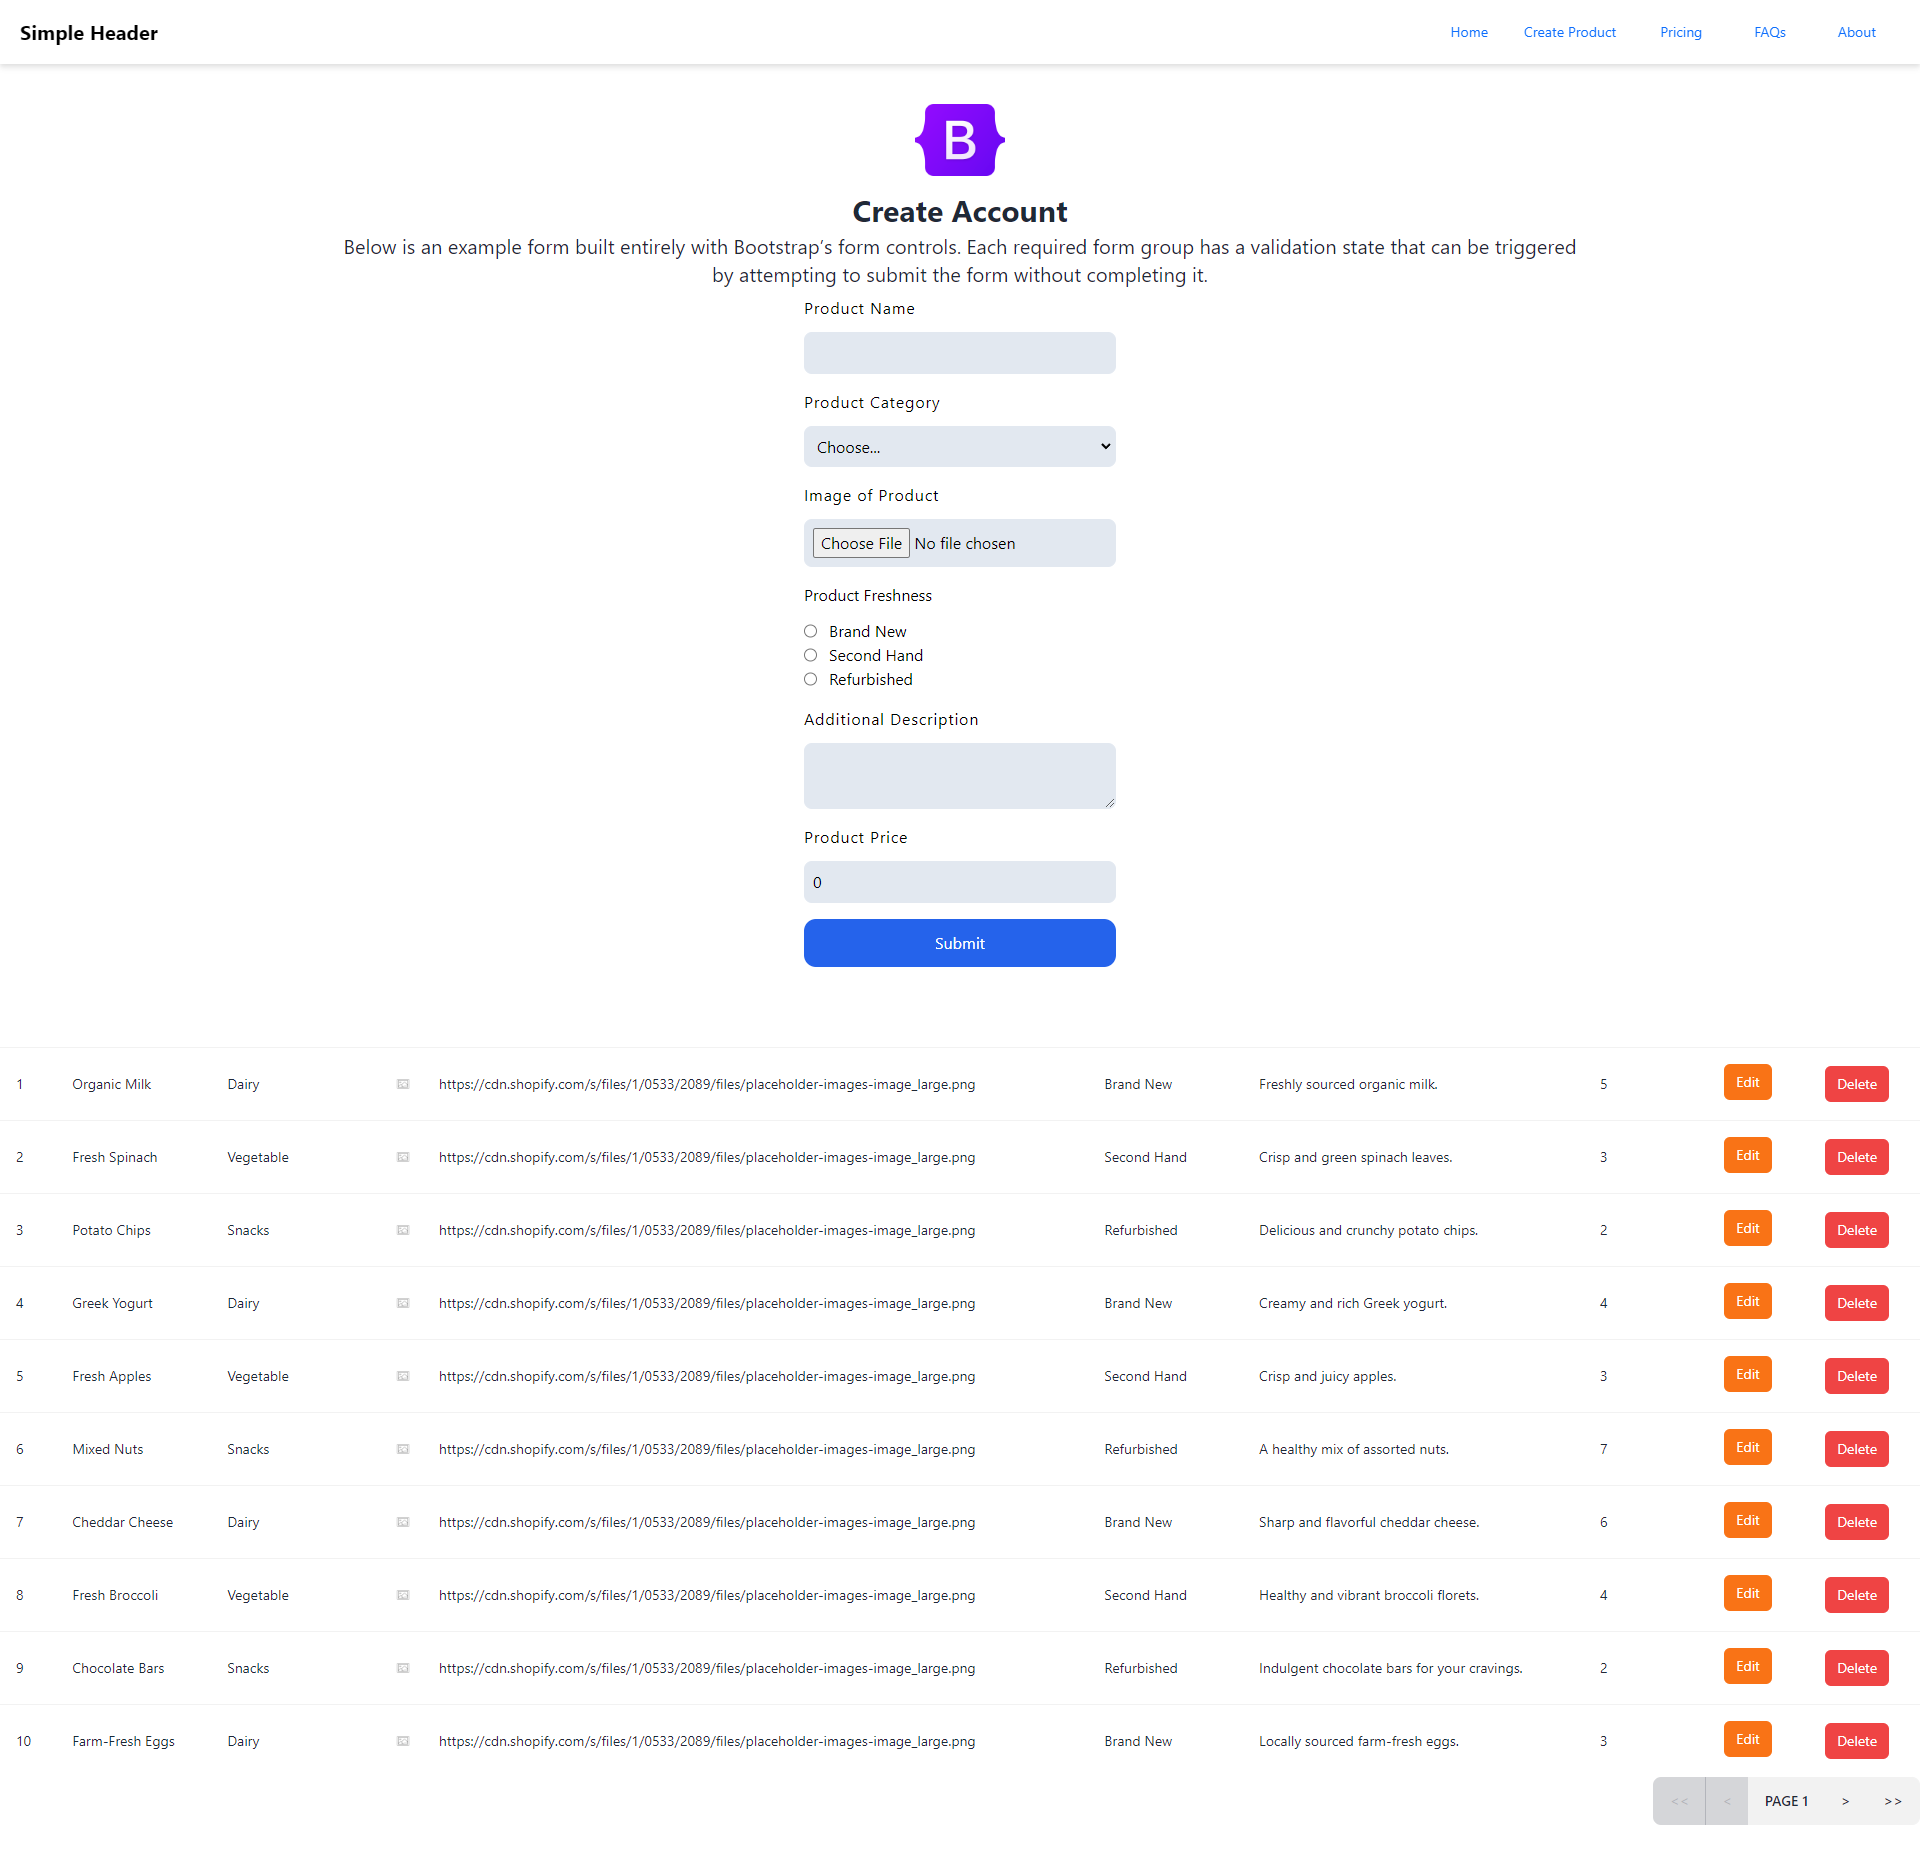 Simple Header
Home Create Product Pricing FAQs About
B
Create Account
Below is an example form built entirely with Bootstrap’s form controls. Each required form group has a validation state that can be triggered
by attempting to submit the form without completing it.
Product Name
Product Category
Choose...
Image of Product
Choose File No file chosen
Product Freshness
Brand New
Second Hand
Refurbished
Additional Description
Product Price
0
Submit
1 Organic Milk Dairy https://cdn.shopify.com/s/files/1/0533/2089/files/placeholder-images-image_large.png Brand New Freshly sourced organic milk. 5 Edit Delete
2 Fresh Spinach Vegetable https://cdn.shopify.com/s/files/1/0533/2089/files/placeholder-images-image_large.png Second Hand Crisp and green spinach leaves. 3 Edit Delete
3 Potato Chips Snacks https://cdn.shopify.com/s/files/1/0533/2089/files/placeholder-images-image_large.png Refurbished Delicious and crunchy potato chips. 2 Edit Delete
4 Greek Yogurt Dairy https://cdn.shopify.com/s/files/1/0533/2089/files/placeholder-images-image_large.png Brand New Creamy and rich Greek yogurt. 4 Edit Delete
5 Fresh Apples Vegetable https://cdn.shopify.com/s/files/1/0533/2089/files/placeholder-images-image_large.png Second Hand Crisp and juicy apples. 3 Edit Delete
6 Mixed Nuts Snacks https://cdn.shopify.com/s/files/1/0533/2089/files/placeholder-images-image_large.png Refurbished A healthy mix of assorted nuts. 7 Edit Delete
7 Cheddar Cheese Dairy https://cdn.shopify.com/s/files/1/0533/2089/files/placeholder-images-image_large.png Brand New Sharp and flavorful cheddar cheese. 6 Edit Delete
8 Fresh Broccoli Vegetable https://cdn.shopify.com/s/files/1/0533/2089/files/placeholder-images-image_large.png Second Hand Healthy and vibrant broccoli florets. 4 Edit Delete
9 Chocolate Bars Snacks https://cdn.shopify.com/s/files/1/0533/2089/files/placeholder-images-image_large.png Refurbished Indulgent chocolate bars for your cravings. 2 Edit Delete
10 Farm-Fresh Eggs Dairy https://cdn.shopify.com/s/files/1/0533/2089/files/placeholder-images-image_large.png Brand New Locally sourced farm-fresh eggs. 3 Edit Delete
<< < PAGE 1 > >>